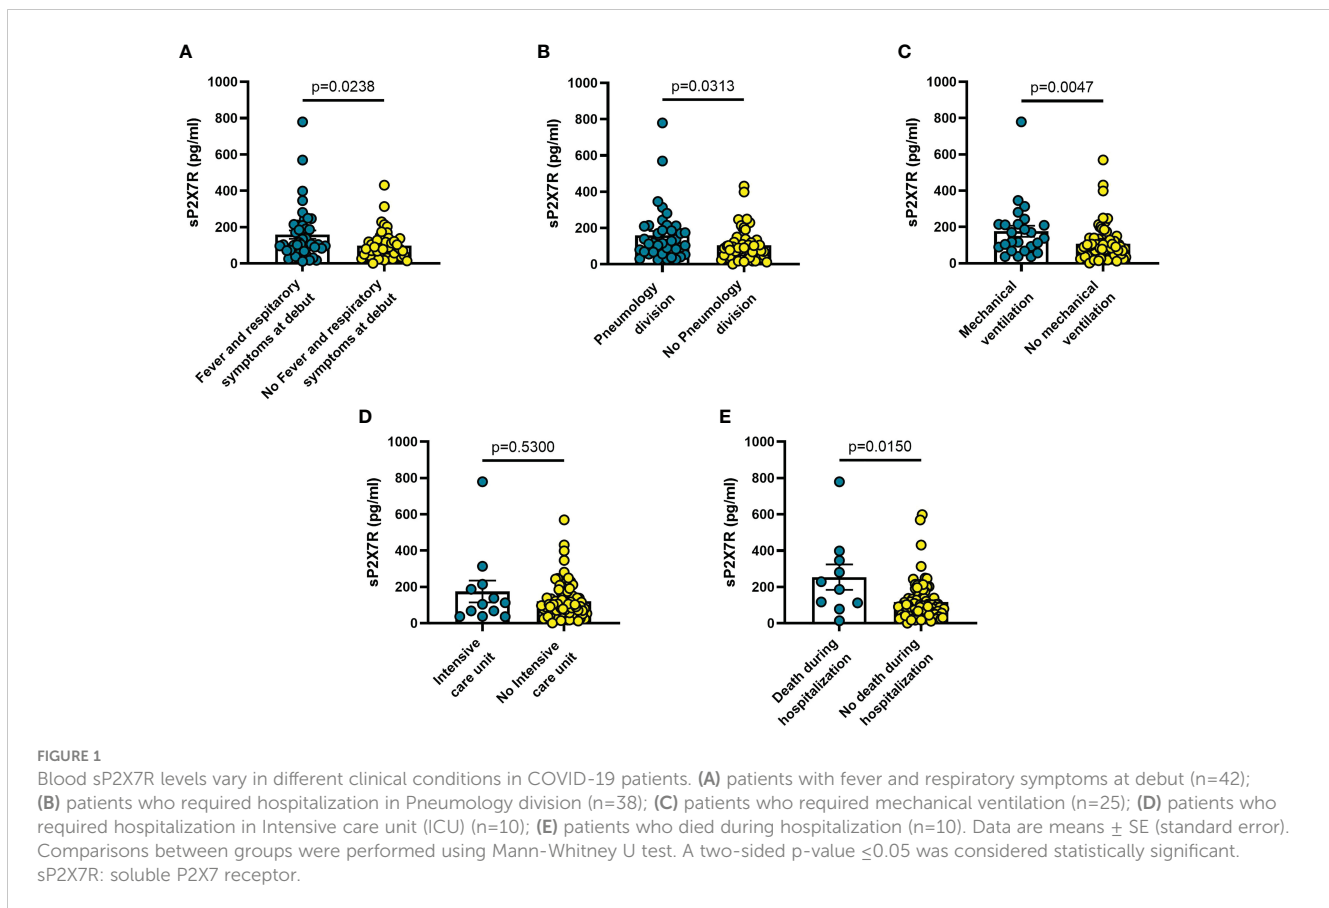 A
p=0.0238
1000
800
600
400
200
0
sP2X7R (pg/ml)
Fever and respitarory
symptoms at debut
No Fever and respiratory
symptoms at debut
B
p=0.0313
1000
800
600
400
200
0
sP2X7R (pg/ml)
Pneumology
division
No Pneumology
division
C
p=0.0047
1000
800
600
400
200
0
sP2X7R (pg/ml)
Mechanical
ventilation
No mechanical
ventilation
D
p=0.5300
1000
800
600
400
200
0
sP2X7R (pg/ml)
Intensive
care unit
No Intensive
care unit
E
p=0.0150
1000
800
600
400
200
0
sP2X7R (pg/ml)
Death during
hospitalization
No death during
hospitalization
FIGURE 1
Blood sP2X7R levels vary in different clinical conditions in COVID-19 patients. (A) patients with fever and respiratory symptoms at debut (n=42);
(B) patients who required hospitalization in Pneumology division (n=38); (C) patients who required mechanical ventilation (n=25); (D) patients who
required hospitalization in Intensive care unit (ICU) (n=10); (E) patients who died during hospitalization (n=10). Data are means ± SE (standard error).
Comparisons between groups were performed using Mann-Whitney U test. A two-sided p-value ≤0.05 was considered statistically significant.
sP2X7R: soluble P2X7 receptor.